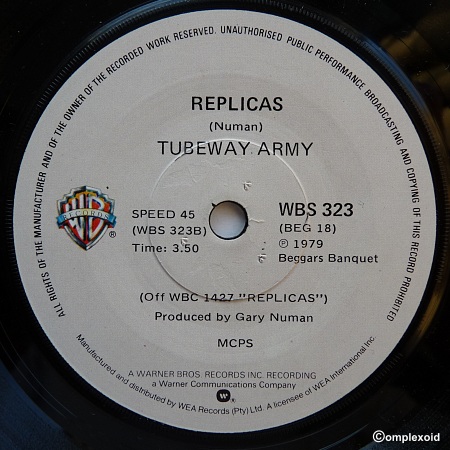 ALL RIGHTS OF THE MANUFACTURER AND OF THE OWNER OF THE RECORDED WORK RESERVED. UNAUTHORISED PUBLIC PERFORMANCE BROADCASTING AND COPYING OF THIS RECORD PROHIBITED
REPLICAS
(Numan)
TUBEWAY ARMY
WB
RECORDS
®
SPEED 45
(WBS 323B)
Time: 3.50
WBS 323
(BEG 18)
℗ 1979
Beggars Banquet
(Off WBC 1427 "REPLICAS")
Produced by Gary Numan
MCPS
A WARNER BROS. RECORDS INC. RECORDING
a Warner Communications Company
W ®
Manufactured and distributed by WEA Records (Pty) Ltd. A licensee of WEA International Inc.
©omplexoid